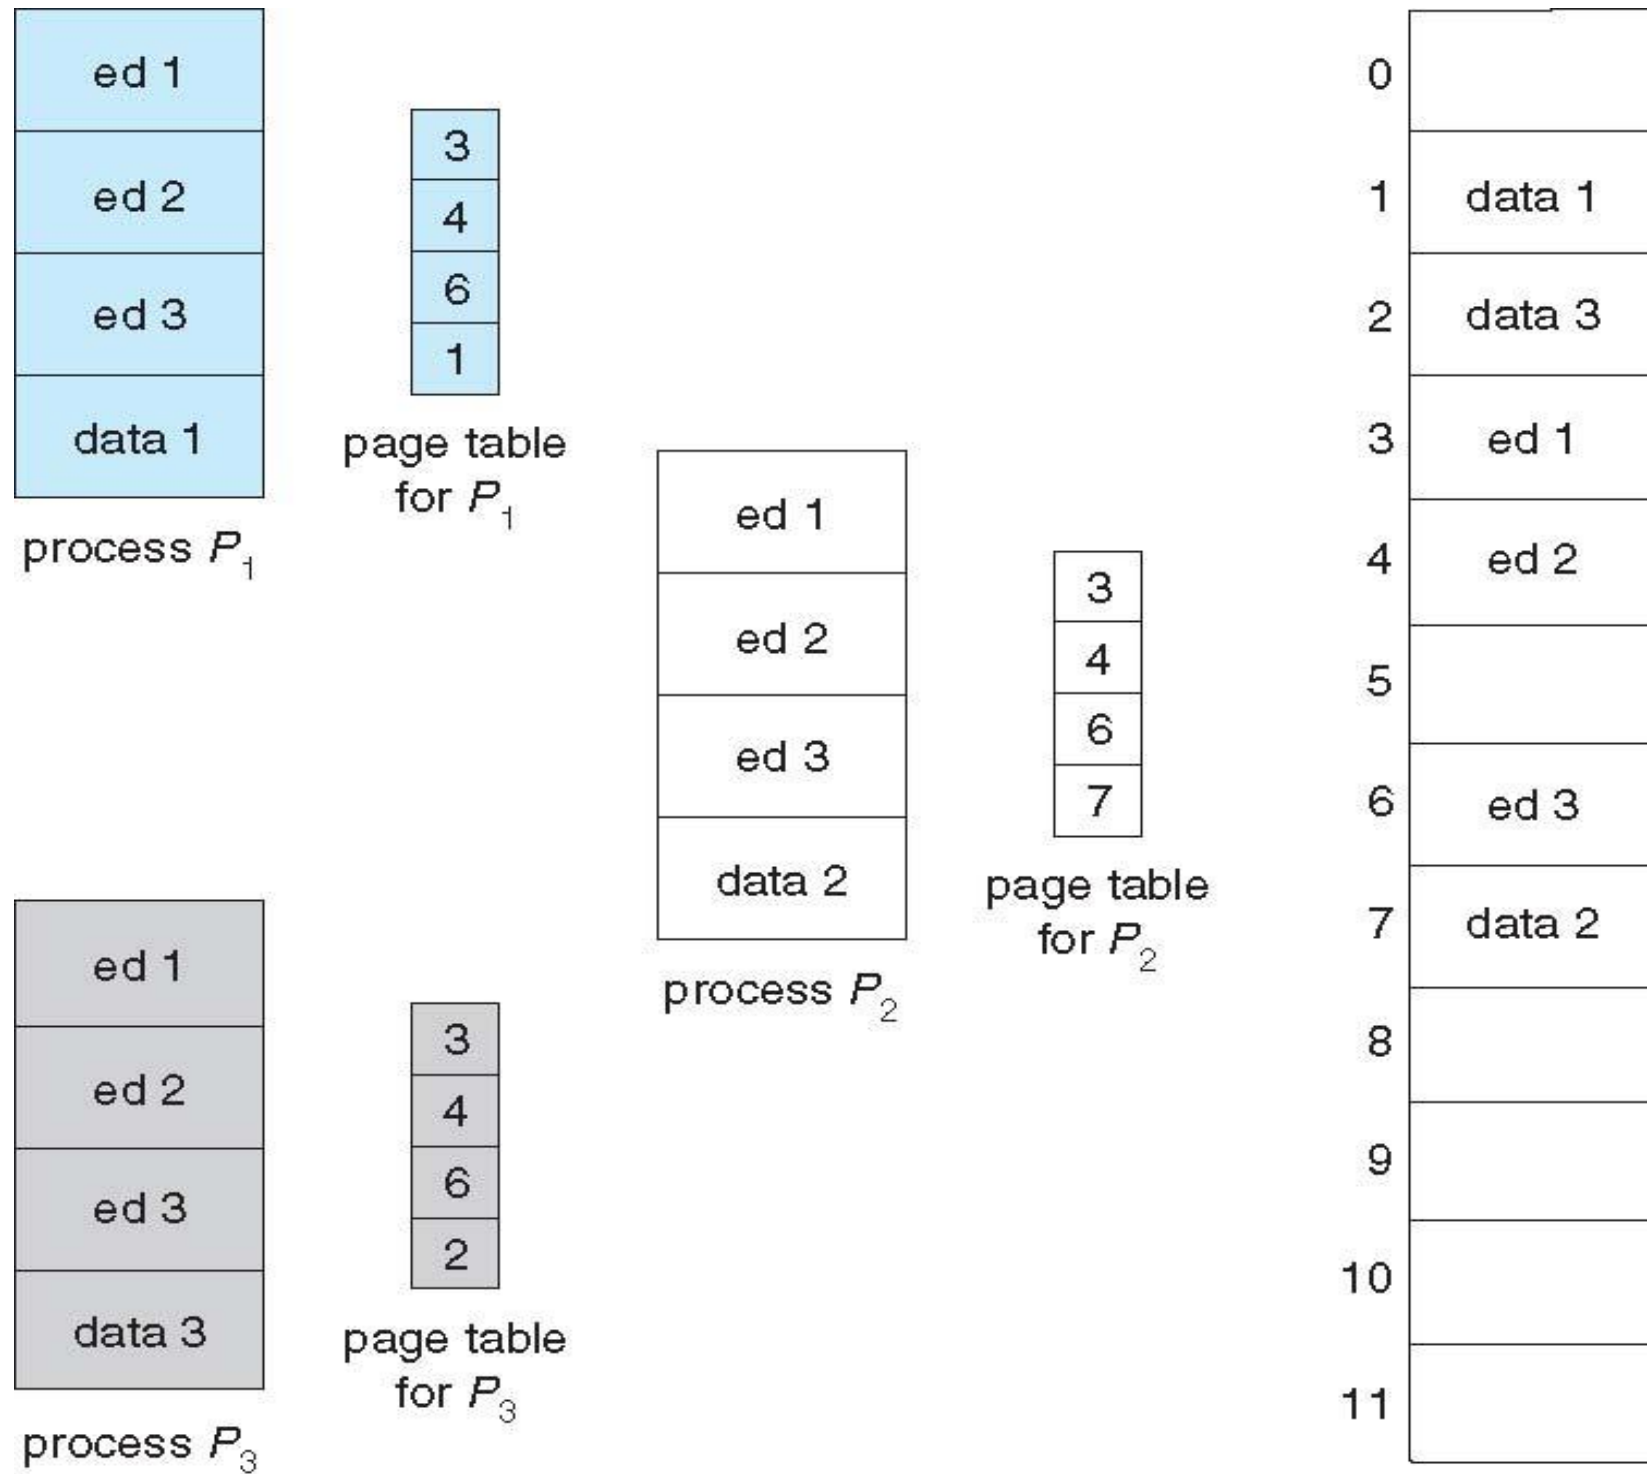 ed 1
ed 2
ed 3
data 1
process P1
3
4
6
1
page table
for P1
ed 1
ed 2
ed 3
data 2
process P2
3
4
6
7
page table
for P2
ed 1
ed 2
ed 3
data 3
process P3
3
4
6
2
page table
for P3
0
1 data 1
2 data 3
3 ed 1
4 ed 2
5
6 ed 3
7 data 2
8
9
10
11